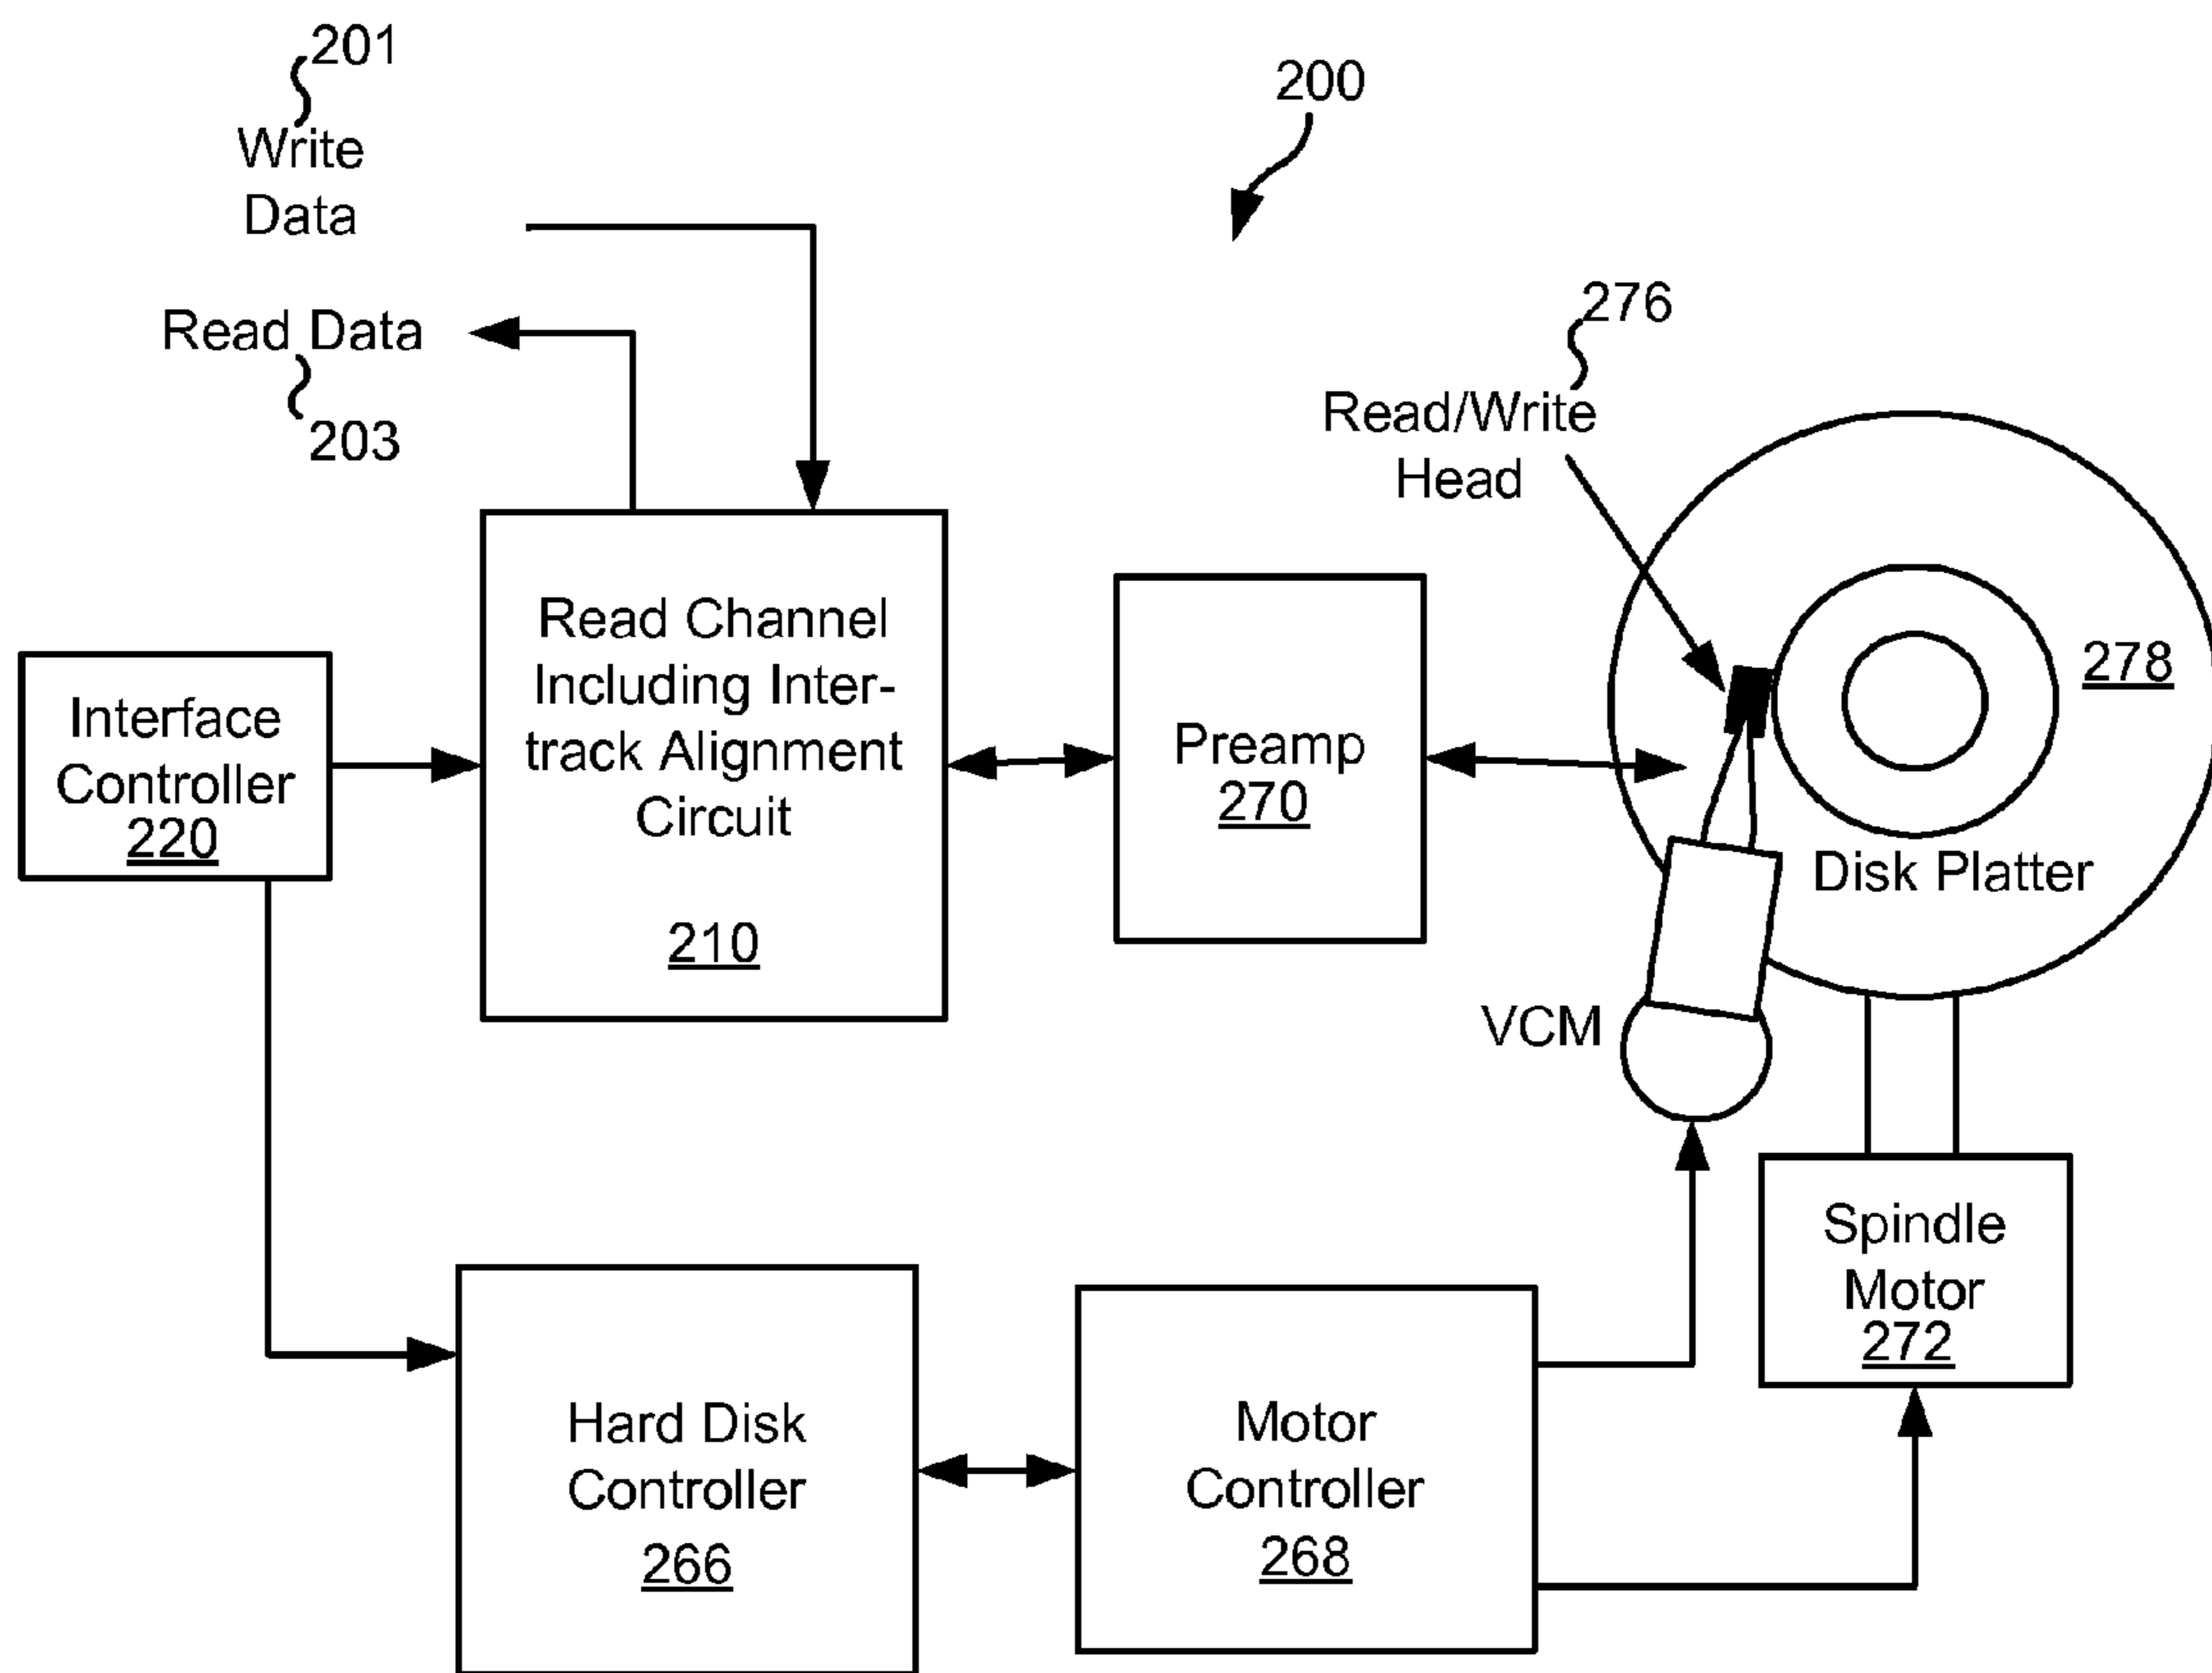 201
Write
Data
200
Read Data
203
276
Read/Write
Head
Read Channel
Including Inter-
track Alignment
Circuit
210
Interface
Controller
220
Preamp
270
278
Disk Platter
VCM
Spindle
Motor
272
Hard Disk
Controller
266
Motor
Controller
268